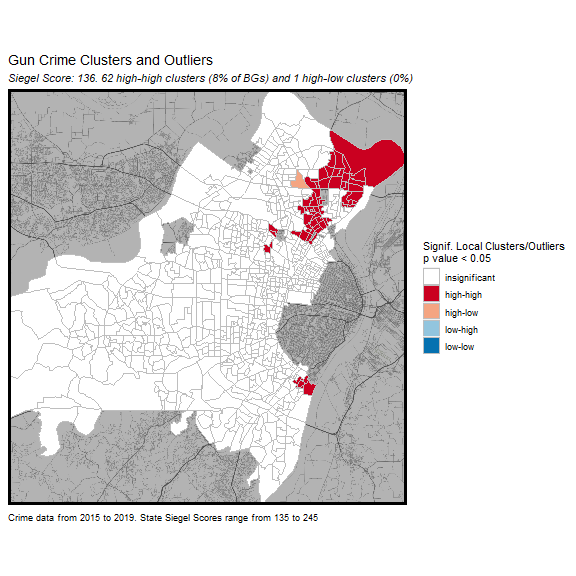 Gun Crime Clusters and Outliers
Siegel Score: 136. 62 high-high clusters (8% of BGs) and 1 high-low clusters (0%)
Signif. Local Clusters/Outliers
p value < 0.05
insignificant
high-high
high-low
low-high
low-low
Crime data from 2015 to 2019. State Siegel Scores range from 135 to 245